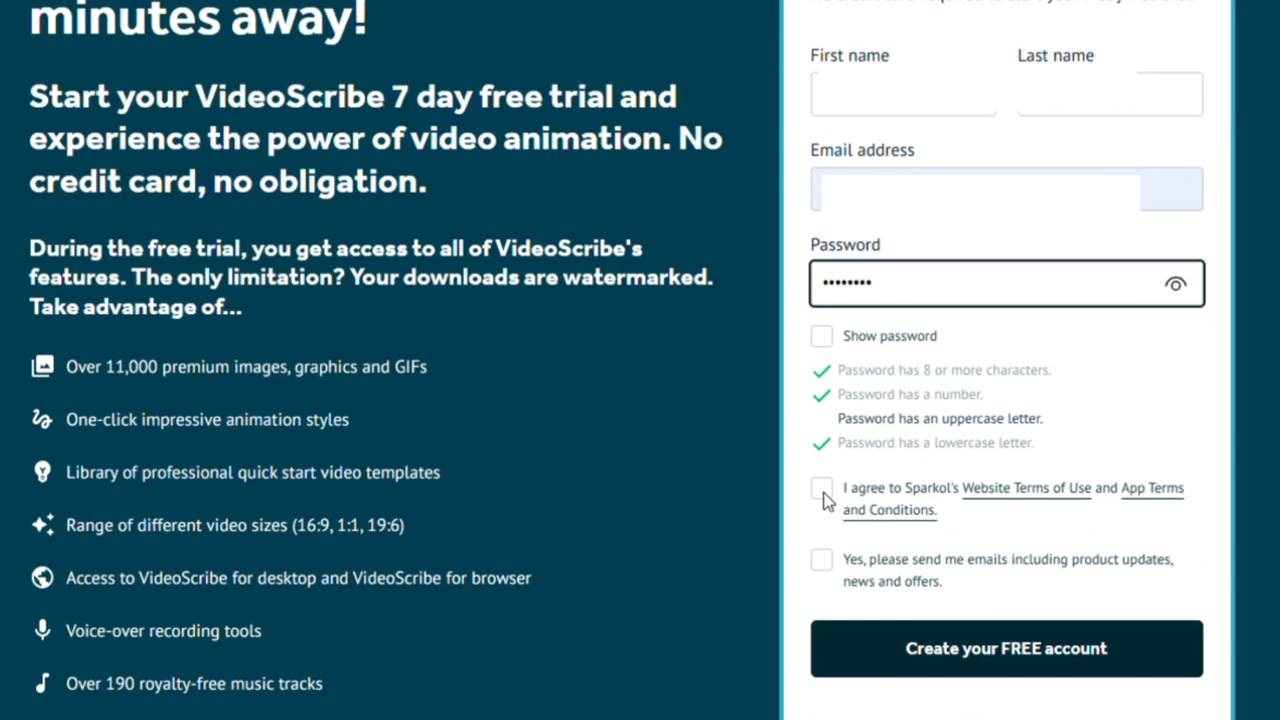 minutes away!
Start your VideoScribe 7 day free trial and
experience the power of video animation. No
credit card, no obligation.
During the free trial, you get access to all of VideoScribe's
features. The only limitation? Your downloads are watermarked.
Take advantage of...
Over 11,000 premium images, graphics and GIFs
One-click impressive animation styles
Library of professional quick start video templates
Range of different video sizes (16:9, 1:1, 19:6)
Access to VideoScribe for desktop and VideoScribe for browser
Voice-over recording tools
Over 190 royalty-free music tracks
First name
Last name
Email address
Password
••••••••
Show password
Password has 8 or more characters.
Password has a number.
Password has an uppercase letter.
Password has a lowercase letter.
I agree to Sparkol's Website Terms of Use and App Terms
and Conditions.
Yes, please send me emails including product updates,
news and offers.
Create your FREE account